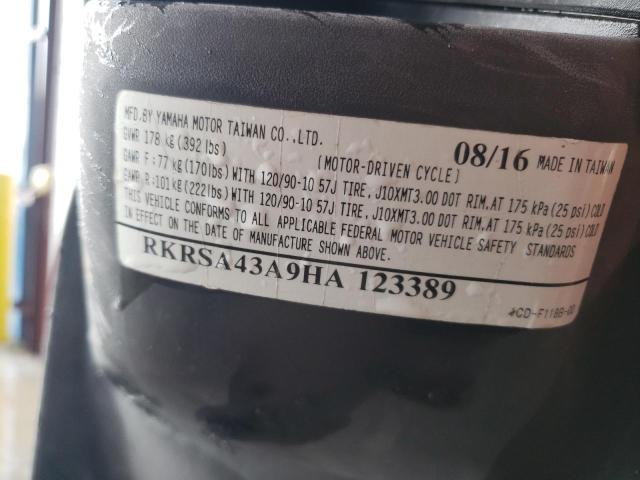 MFD. BY YAMAHA MOTOR TAIWAN CO., LTD. 08/16 MADE IN TAIWAN
GVWR 178 kg (392 lbs) (MOTOR-DRIVEN CYCLE)
GAWR F : 77 kg (170 lbs) WITH 120/90-10 57J TIRE, J10XMT3.00 DOT RIM, AT 175 kPa (25 psi) COLD
GAWR R : 101 kg (222 lbs) WITH 120/90-10 57J TIRE, J10XMT3.00 DOT RIM, AT 175 kPa (25 psi) COLD
THIS VEHICLE CONFORMS TO ALL APPLICABLE FEDERAL MOTOR VEHICLE SAFETY STANDARDS
IN EFFECT ON THE DATE OF MANUFACTURE SHOWN ABOVE.
RKRSA43A9HA 123389